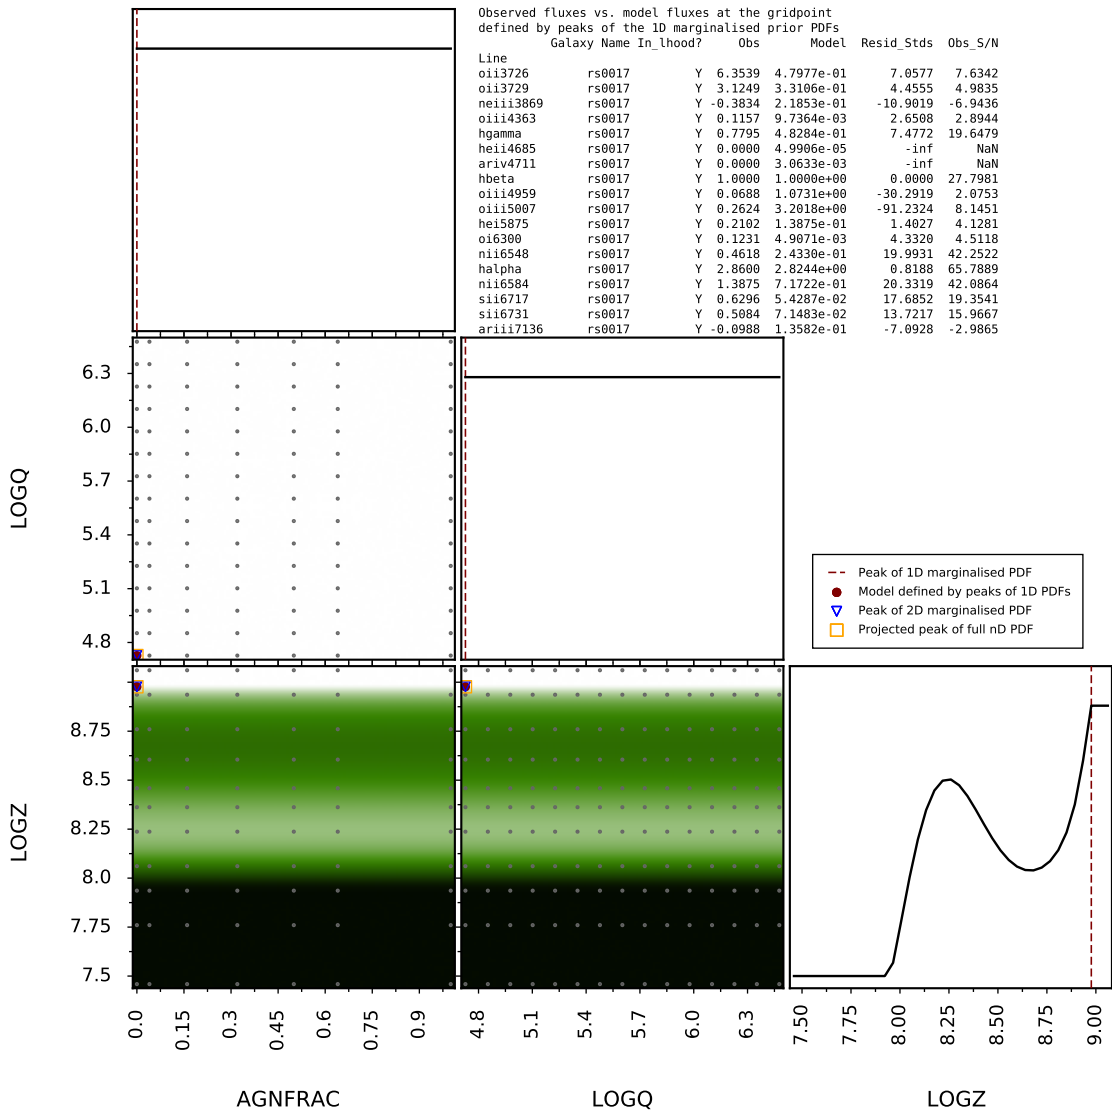 Observed fluxes vs. model fluxes at the gridpoint
defined by peaks of the 1D marginalised prior PDFs
Galaxy Name In_lhood? Obs Model Resid_Stds Obs_S/N
Line
oii3726 rs0017 Y 6.3539 4.7977e-01 7.0577 7.6342
oii3729 rs0017 Y 3.1249 3.3106e-01 4.4555 4.9835
neiii3869 rs0017 Y -0.3834 2.1853e-01 -10.9019 -6.9436
oiii4363 rs0017 Y 0.1157 9.7364e-03 2.6508 2.8944
hgamma rs0017 Y 0.7795 4.8284e-01 7.4772 19.6479
heii4685 rs0017 Y 0.0000 4.9906e-05 -inf NaN
ariv4711 rs0017 Y 0.0000 3.0633e-03 -inf NaN
hbeta rs0017 Y 1.0000 1.0000e+00 0.0000 27.7981
oiii4959 rs0017 Y 0.0688 1.0731e+00 -30.2919 2.0753
oiii5007 rs0017 Y 0.2624 3.2018e+00 -91.2324 8.1451
hei5875 rs0017 Y 0.2102 1.3875e-01 1.4027 4.1281
oi6300 rs0017 Y 0.1231 4.9071e-03 4.3320 4.5118
nii6548 rs0017 Y 0.4618 2.4330e-01 19.9931 42.2522
halpha rs0017 Y 2.8600 2.8244e+00 0.8188 65.7889
nii6584 rs0017 Y 1.3875 7.1722e-01 20.3319 42.0864
sii6717 rs0017 Y 0.6296 5.4287e-02 17.6852 19.3541
sii6731 rs0017 Y 0.5084 7.1483e-02 13.7217 15.9667
ariii7136 rs0017 Y -0.0988 1.3582e-01 -7.0928 -2.9865
6.3
6.0
5.7
5.4
5.1
4.8
LOGQ
Peak of 1D marginalised PDF
Model defined by peaks of 1D PDFs
Peak of 2D marginalised PDF
Projected peak of full nD PDF
8.75
8.5
8.25
8.0
7.75
7.5
LOGZ
0.0 0.15 0.3 0.45 0.6 0.75 0.9
4.8 5.1 5.4 5.7 6.0 6.3
7.50 7.75 8.00 8.25 8.50 8.75 9.00
AGNFRAC LOGQ LOGZ